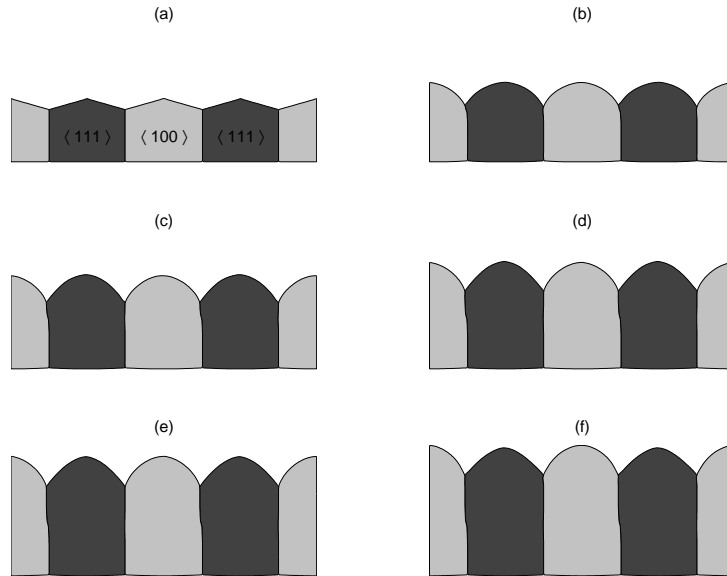 (a)
(b)
⟨ 111 ⟩ ⟨ 100 ⟩ ⟨ 111 ⟩
(c)
(d)
(e)
(f)